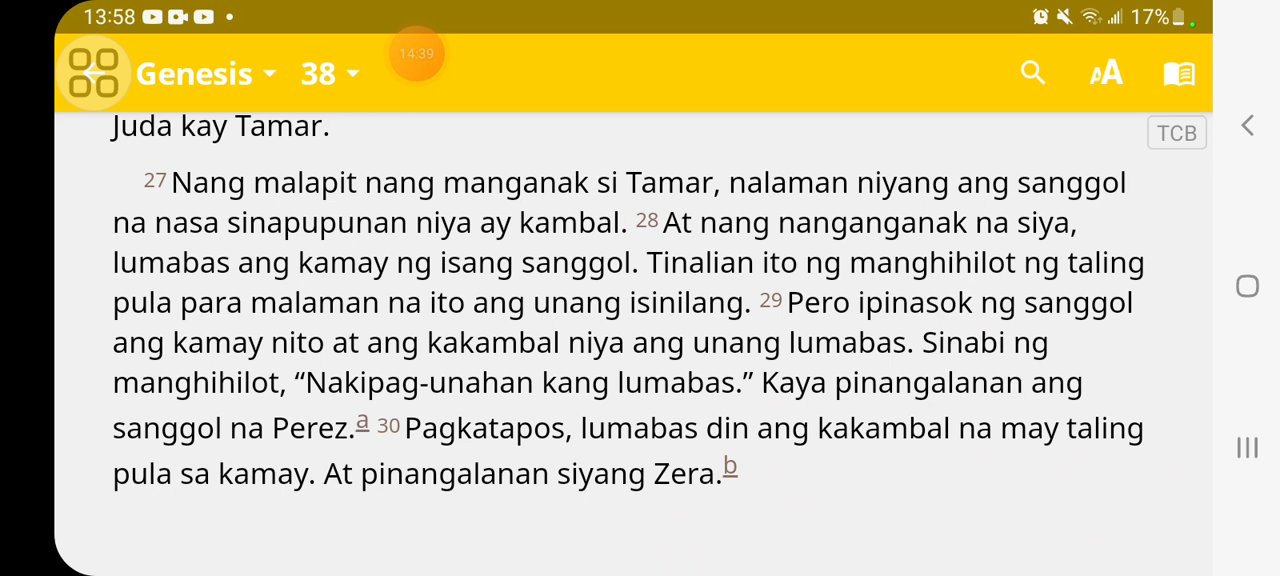 13:58
17%
Genesis 38
14.39
Juda kay Tamar.
TCB
27 Nang malapit nang manganak si Tamar, nalaman niyang ang sanggol
na nasa sinapupunan niya ay kambal. 28 At nang nanganganak na siya,
lumabas ang kamay ng isang sanggol. Tinalian ito ng manghihilot ng taling
pula para malaman na ito ang unang isinilang. 29 Pero ipinasok ng sanggol
ang kamay nito at ang kakambal niya ang unang lumabas. Sinabi ng
manghihilot, “Nakipag-unahan kang lumabas.” Kaya pinangalanan ang
sanggol na Perez.a 30 Pagkatapos, lumabas din ang kakambal na may taling
pula sa kamay. At pinangalanan siyang Zera.b